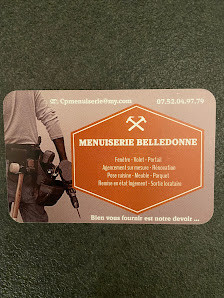 Cpmenuiserie@my.com 07.52.04.97.79
MENUISERIE BELLEDONNE
Fenêtre - Volet - Portail
Agencement sur mesure - Rénovation
Pose cuisine - Meuble - Parquet
Remise en état logement - Sortie locataire
Bien vous fournir est notre devoir ...